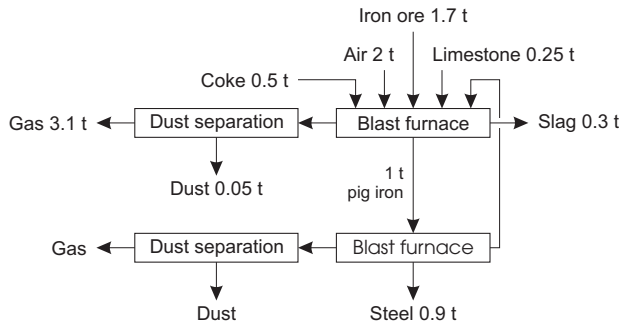 Iron ore 1.7 t
Air 2 t
Limestone 0.25 t
Coke 0.5 t
Gas 3.1 t
Dust separation
Blast furnace
Slag 0.3 t
Dust 0.05 t
1 t
pig iron
Gas
Dust separation
Blast furnace
Dust
Steel 0.9 t